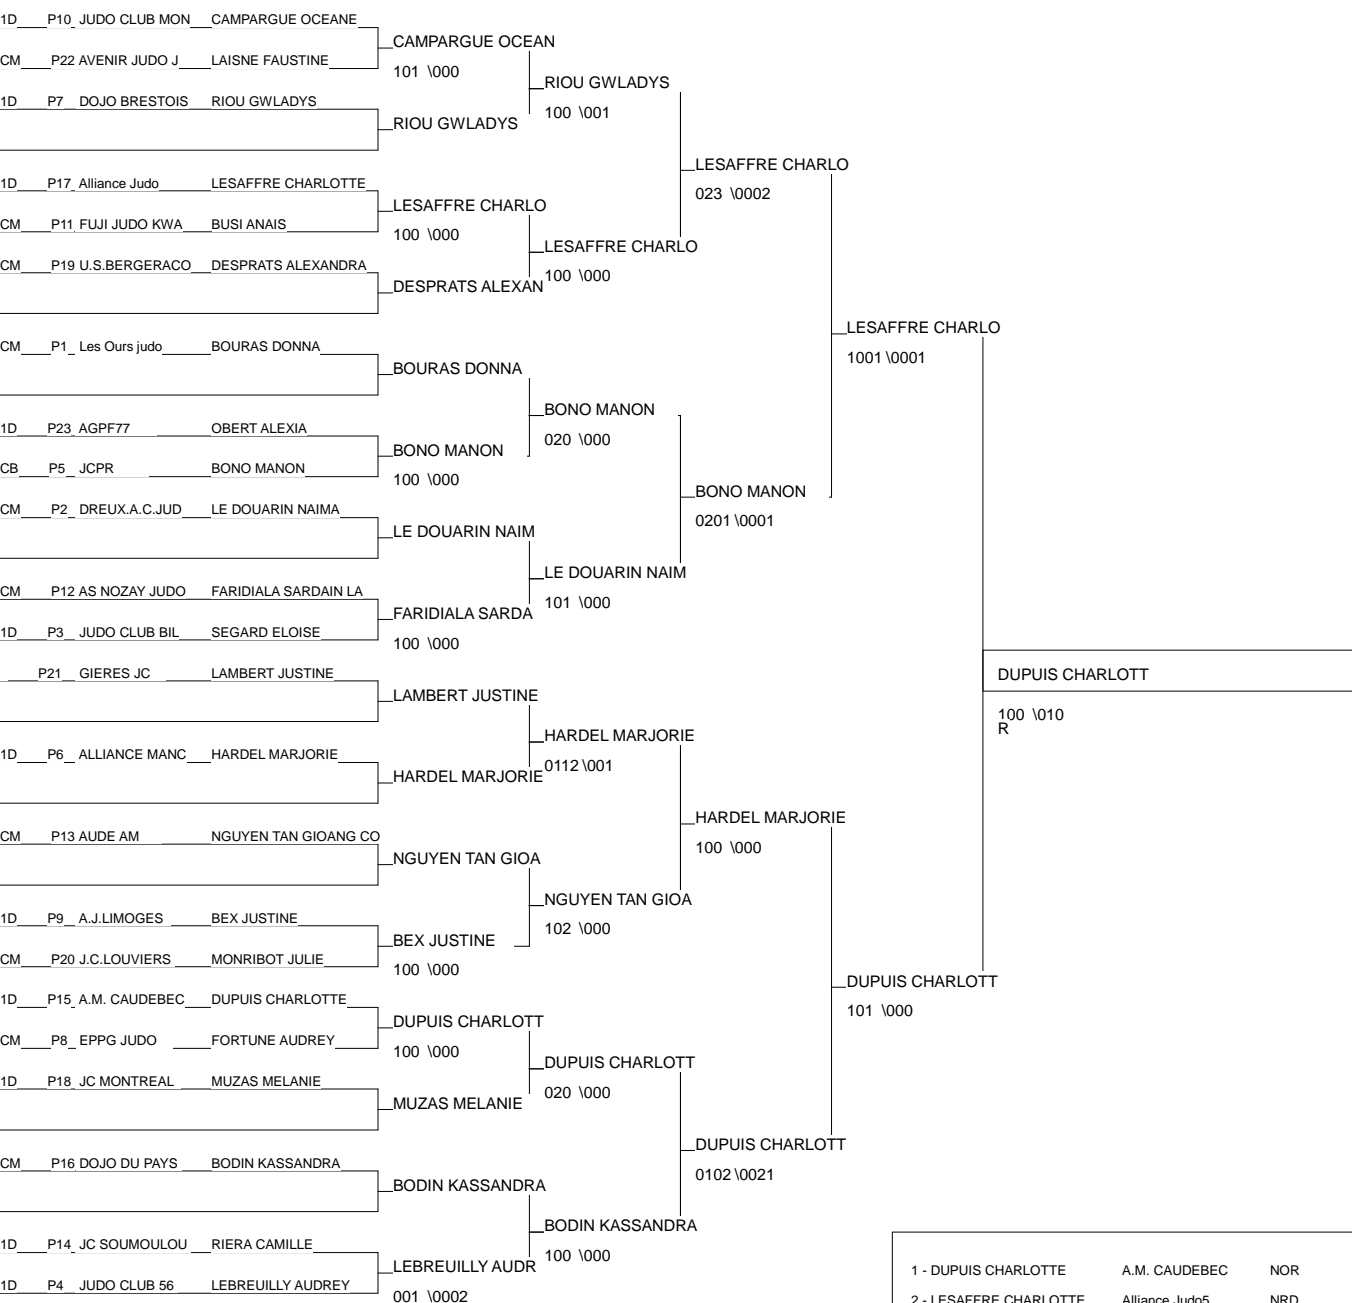 1D P10 JUDO CLUB MON CAMPARGUE OCEANE
CAMPARGUE OCEAN
CM P22 AVENIR JUDO J LAISNE FAUSTINE
101 \000
RIOU GWLADYS
1D P7 DOJO BRESTOIS RIOU GWLADYS
100 \001
RIOU GWLADYS
LESAFFRE CHARLO
1D P17 Alliance Judo LESAFFRE CHARLOTTE
023 \0002
LESAFFRE CHARLO
CM P11 FUJI JUDO KWA BUSI ANAIS
100 \000
LESAFFRE CHARLO
CM P19 U.S.BERGERACO DESPRATS ALEXANDRA
100 \000
DESPRATS ALEXAN
LESAFFRE CHARLO
CM P1 Les Ours judo BOURAS DONNA
1001 \0001
BOURAS DONNA
BONO MANON
1D P23 AGPF77 OBERT ALEXIA
020 \000
BONO MANON
CB P5 JCPR BONO MANON
100 \000
BONO MANON
CM P2 DREUX.A.C.JUD LE DOUARIN NAIMA
0201 \0001
LE DOUARIN NAIM
LE DOUARIN NAIM
CM P12 AS NOZAY JUDO FARIDIALA SARDAIN LA
101 \000
FARIDIALA SARDA
1D P3 JUDO CLUB BIL SEGARD ELOISE
100 \000
P21 GIERES JC LAMBERT JUSTINE
DUPUIS CHARLOTT
LAMBERT JUSTINE
100 \010
R
HARDEL MARJORIE
1D P6 ALLIANCE MANC HARDEL MARJORIE
0112 \001
HARDEL MARJORIE
HARDEL MARJORIE
CM P13 AUDE AM NGUYEN TAN GIOANG CO
100 \000
NGUYEN TAN GIOA
NGUYEN TAN GIOA
1D P9 A.J.LIMOGES BEX JUSTINE
102 \000
BEX JUSTINE
CM P20 J.C.LOUVIERS MONRIBOT JULIE
100 \000
DUPUIS CHARLOTT
1D P15 A.M. CAUDEBEC DUPUIS CHARLOTTE
101 \000
DUPUIS CHARLOTT
CM P8 EPPG JUDO FORTUNE AUDREY
100 \000
DUPUIS CHARLOTT
1D P18 JC MONTREAL MUZAS MELANIE
020 \000
MUZAS MELANIE
DUPUIS CHARLOTT
CM P16 DOJO DU PAYS BODIN KASSANDRA
0102 \0021
BODIN KASSANDRA
BODIN KASSANDRA
1D P14 JC SOUMOULOU RIERA CAMILLE
100 \000
LEBREUILLY AUDR
1D P4 JUDO CLUB 56 LEBREUILLY AUDREY
001 \0002
1 - DUPUIS CHARLOTTE A.M. CAUDEBEC NOR
2 - LESAFFRE CHARLOTTE Alliance Judo5 NRD